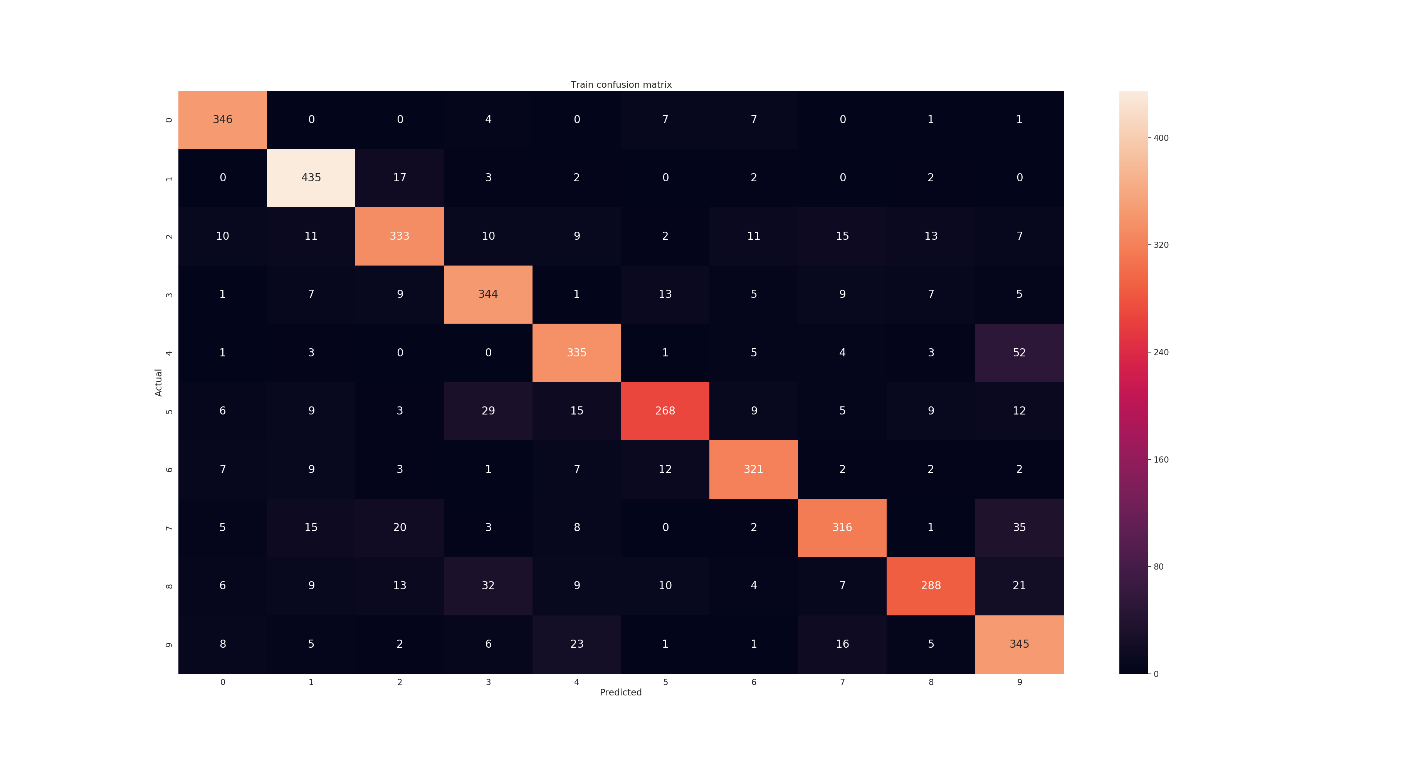 Train confusion matrix
0 346 0 0 4 0 7 7 0 1 1
1 0 435 17 3 2 0 2 0 2 0
2 10 11 333 10 9 2 11 15 13 7
3 1 7 9 344 1 13 5 9 7 5
4 1 3 0 0 335 1 5 4 3 52
5 6 9 3 29 15 268 9 5 9 12
6 7 9 3 1 7 12 321 2 2 2
7 5 15 20 3 8 0 2 316 1 35
8 6 9 13 32 9 10 4 7 288 21
9 8 5 2 6 23 1 1 16 5 345
0 1 2 3 4 5 6 7 8 9
Predicted
Actual
400
320
240
160
80
0